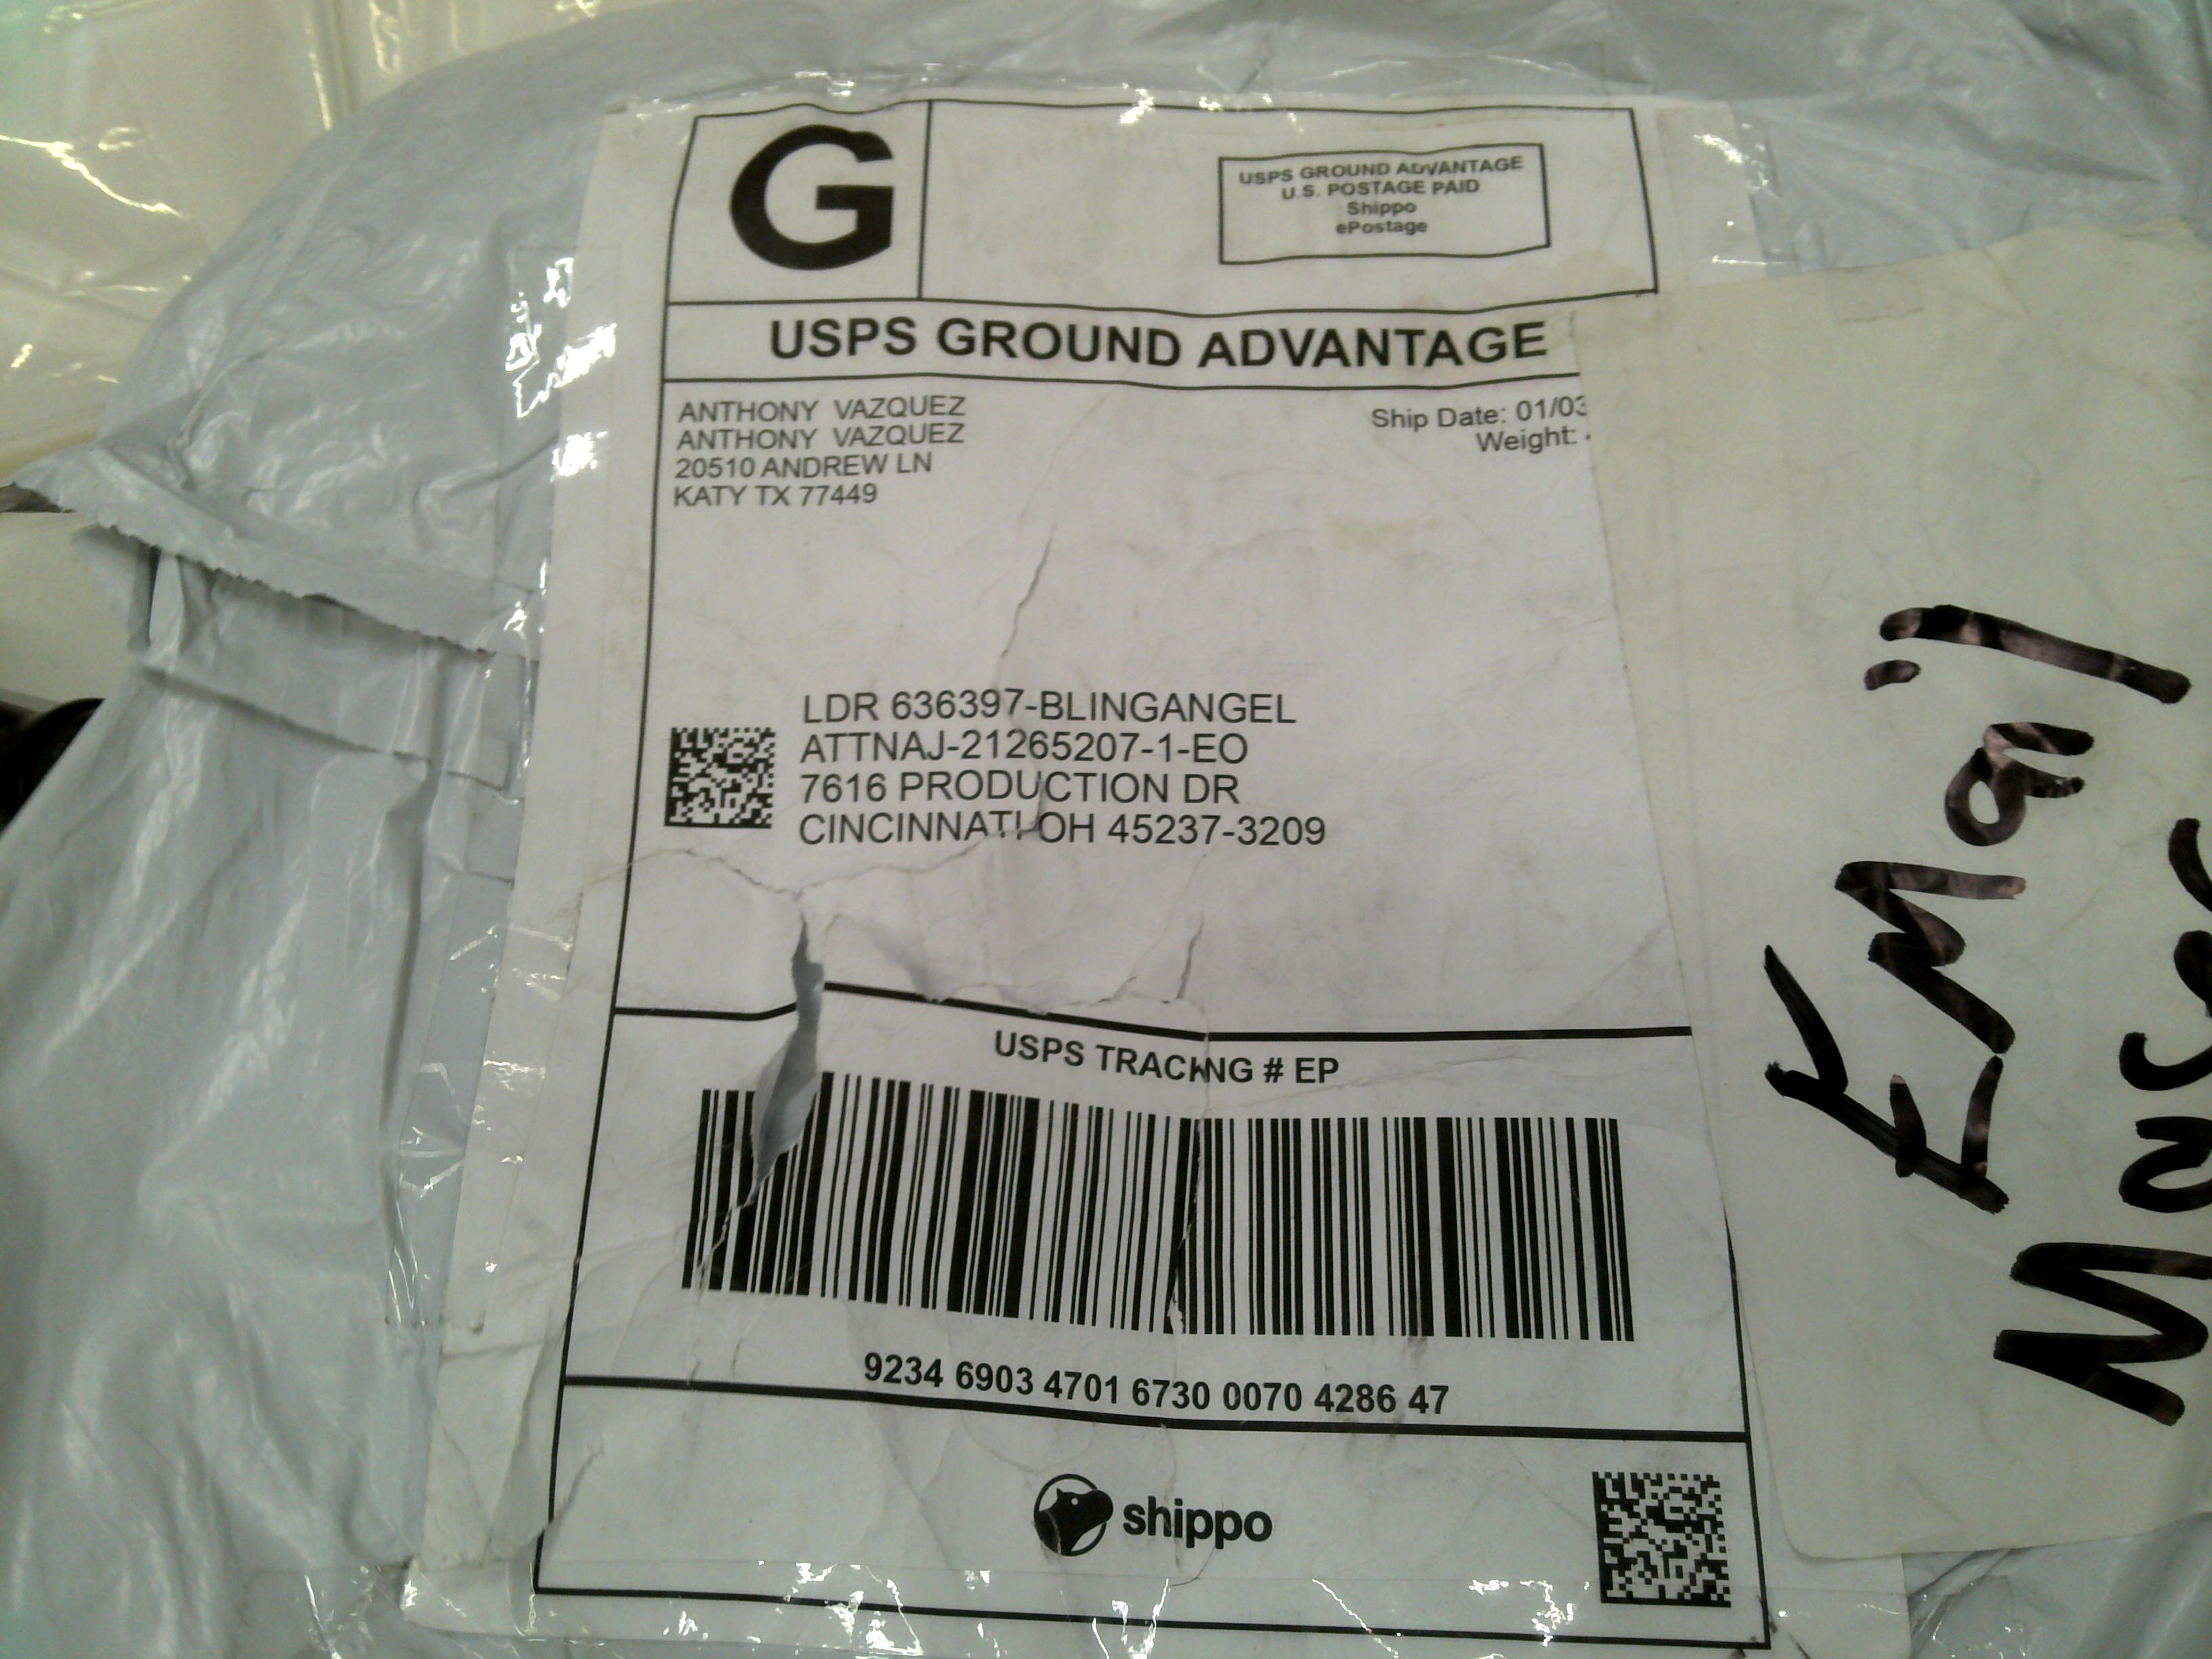 G
USPS GROUND ADVANTAGE
U.S. POSTAGE PAID
Shippo
ePostage
USPS GROUND ADVANTAGE
ANTHONY VAZQUEZ
ANTHONY VAZQUEZ
20510 ANDREW LN
KATY TX 77449
Ship Date: 01/03
Weight:
LDR 636397-BLINGANGEL
ATTNAJ-21265207-1-EO
7616 PRODUCTION DR
CINCINNATI OH 45237-3209
USPS TRACKING # EP
9234 6903 4701 6730 0070 4286 47
shippo